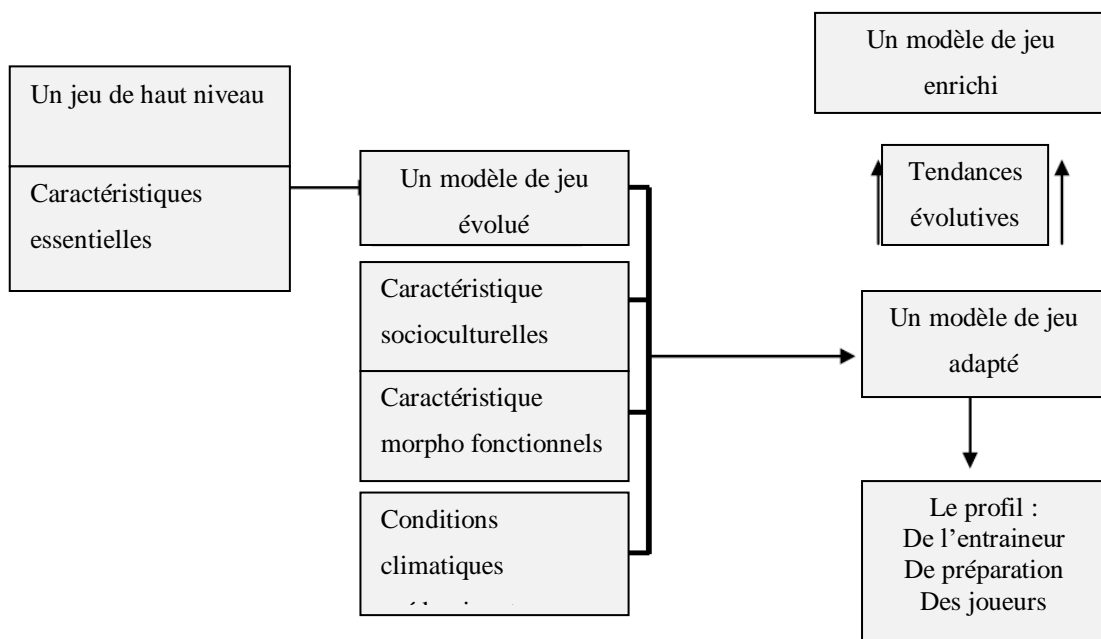 Un jeu de haut niveau
Caractéristiques
essentielles
Un modèle de jeu
évolué
Caractéristique
socioculturelles
Caractéristique
morpho fonctionnels
Conditions
climatiques
Un modèle de jeu
enrichi
Tendances
évolutives
Un modèle de jeu
adapté
Le profil :
De l’entraineur
De préparation
Des joueurs